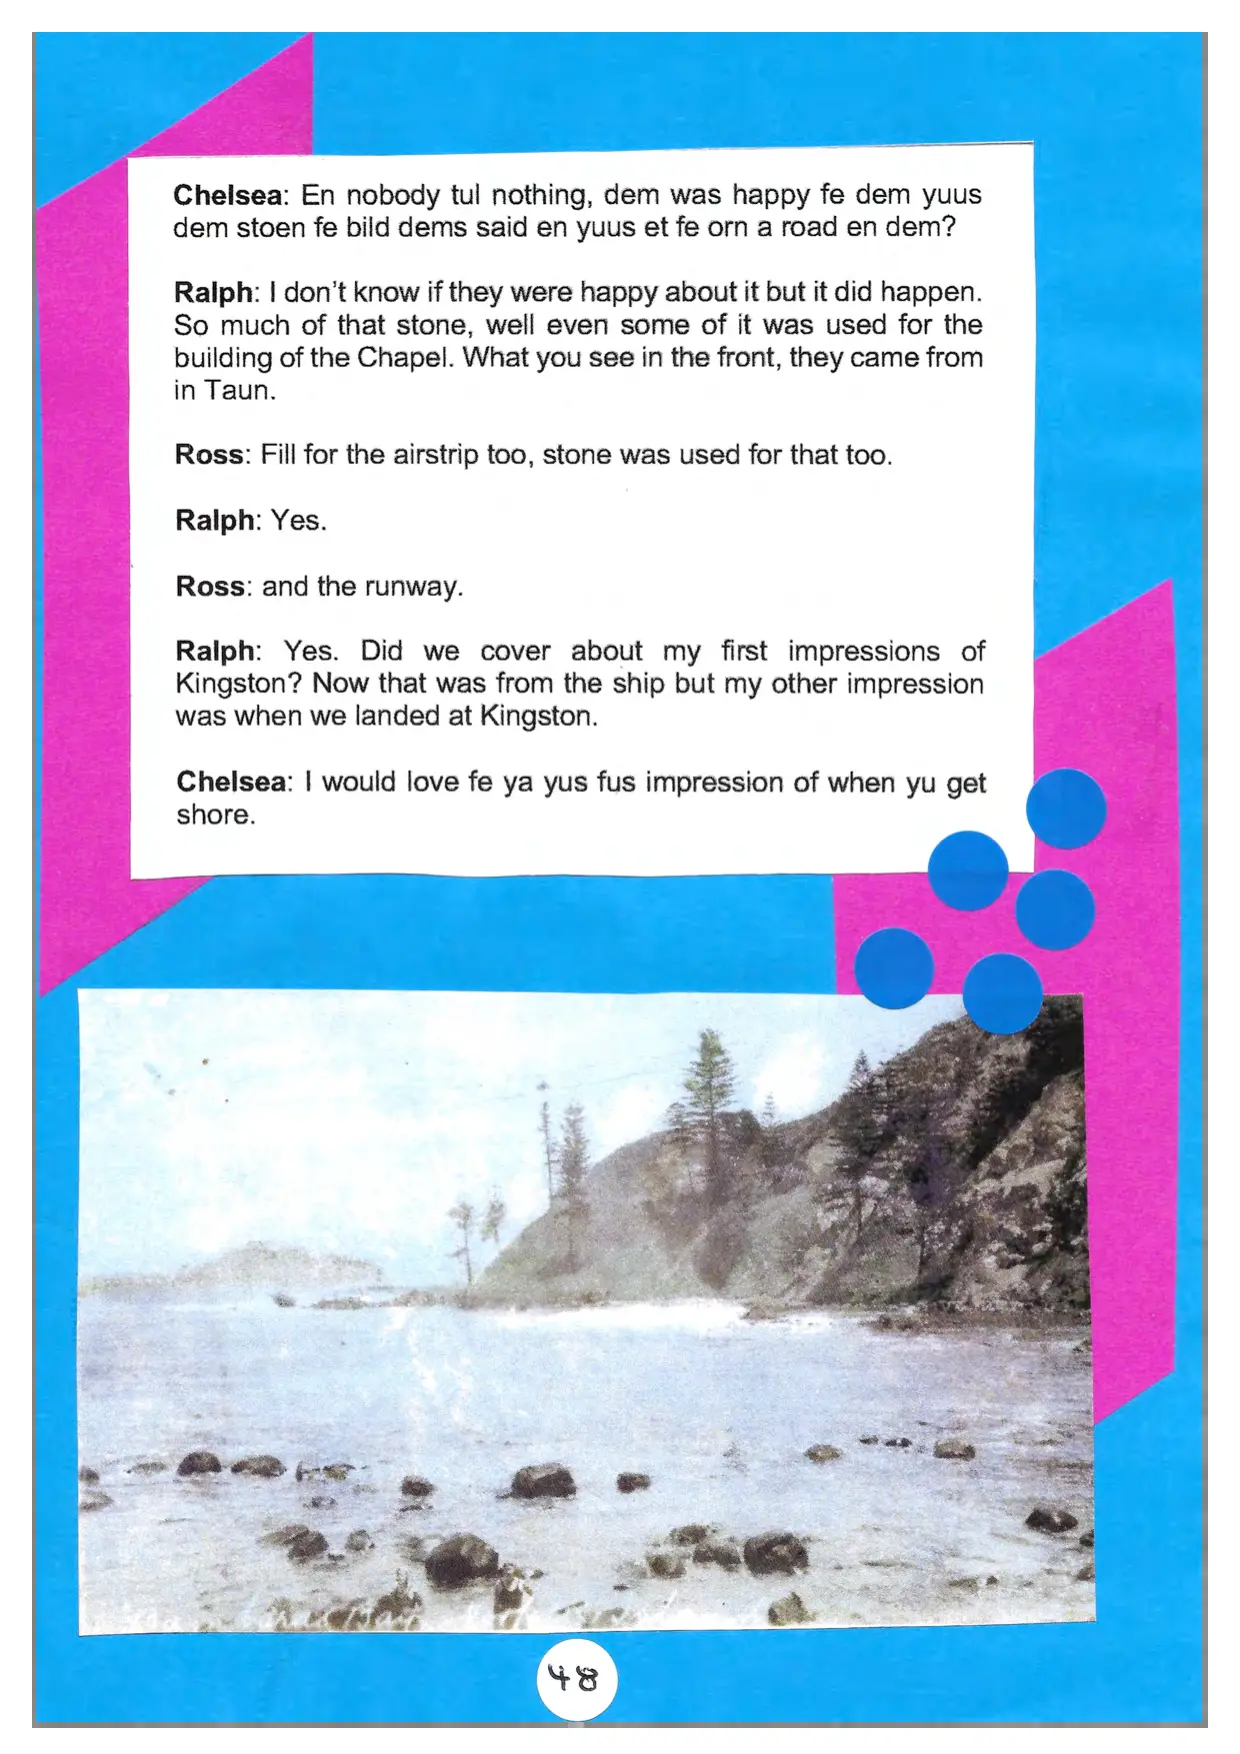 Chelsea: En nobody tul nothing, dem was happy fe dem yuus
dem stoen fe bild dems said en yuus et fe orn a road en dem?
Ralph: I don't know if they were happy about it but it did happen.
So much of that stone, well even some of it was used for the
building of the Chapel. What you see in the front, they came from
in Taun.
Ross: Fill for the airstrip too, stone was used for that too.
Ralph: Yes.
Ross: and the runway.
Ralph: Yes. Did we cover about my first impressions of
Kingston? Now that was from the ship but my other impression
was when we landed at Kingston.
Chelsea: I would love fe ya yus fus impression of when yu get
shore.
48